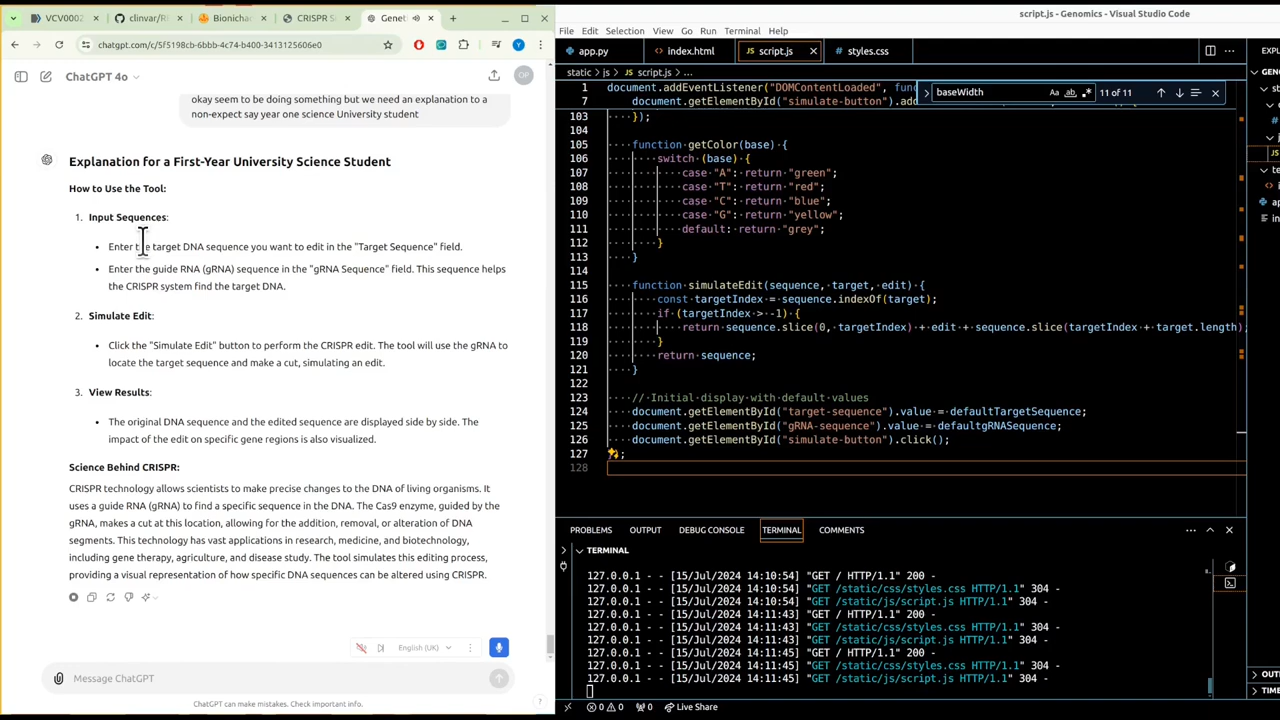 VCV00002
clinvar/RE
Bionicha
CRISPR S
Geneti
chatgpt.com/c/5f5198cb-6bbb-4c74-b400-3413125606e0
ChatGPT 4o
OP
okay seem to be doing something but we need an explanation to a
non-expect say year one science University student
Explanation for a First-Year University Science Student
How to Use the Tool:
1. Input Sequences:
• Enter the target DNA sequence you want to edit in the "Target Sequence" field.
• Enter the guide RNA (gRNA) sequence in the "gRNA Sequence" field. This sequence helps
the CRISPR system find the target DNA.
2. Simulate Edit:
• Click the "Simulate Edit" button to perform the CRISPR edit. The tool will use the gRNA to
locate the target sequence and make a cut, simulating an edit.
3. View Results:
• The original DNA sequence and the edited sequence are displayed side by side. The
impact of the edit on specific gene regions is also visualized.
Science Behind CRISPR:
CRISPR technology allows scientists to make precise changes to the DNA of living organisms. It
uses a guide RNA (gRNA) to find a specific sequence in the DNA. The Cas9 enzyme, guided by the
gRNA, makes a cut at this location, allowing for the addition, removal, or alteration of DNA
segments. This technology has vast applications in research, medicine, and biotechnology,
including gene therapy, agriculture, and disease study. The tool simulates this editing process,
providing a visual representation of how specific DNA sequences can be altered using CRISPR.
English (UK)
Message ChatGPT
ChatGPT can make mistakes. Check important info.
script.js - Genomics - Visual Studio Code
File Edit Selection View Go Run Terminal Help
app.py index.html script.js styles.css
static > js > script.js > ...
EXPL
GEN
baseWidth Aa ab 11 of 11
1 document.addEventListener("DOMContentLoaded", func
7 document.getElementById("simulate-button").add
103 });
104
105 function getColor(base) {
106 switch (base) {
107 case "A": return "green";
108 case "T": return "red";
109 case "C": return "blue";
110 case "G": return "yellow";
111 default: return "grey";
112 }
113 }
114
115 function simulateEdit(sequence, target, edit) {
116 const targetIndex = sequence.indexOf(target);
117 if (targetIndex > -1) {
118 return sequence.slice(0, targetIndex) + edit + sequence.slice(targetIndex + target.length);
119 }
120 return sequence;
121 }
122
123 // Initial display with default values
124 document.getElementById("target-sequence").value = defaultTargetSequence;
125 document.getElementById("gRNA-sequence").value = defaultgRNASequence;
126 document.getElementById("simulate-button").click();
127 });
128
PROBLEMS OUTPUT DEBUG CONSOLE TERMINAL COMMENTS
TERMINAL
127.0.0.1 - - [15/Jul/2024 14:10:54] "GET / HTTP/1.1" 200 -
127.0.0.1 - - [15/Jul/2024 14:10:54] "GET /static/css/styles.css HTTP/1.1" 304 -
127.0.0.1 - - [15/Jul/2024 14:10:54] "GET /static/js/script.js HTTP/1.1" 304 -
127.0.0.1 - - [15/Jul/2024 14:11:43] "GET / HTTP/1.1" 200 -
127.0.0.1 - - [15/Jul/2024 14:11:43] "GET /static/css/styles.css HTTP/1.1" 304 -
127.0.0.1 - - [15/Jul/2024 14:11:43] "GET /static/js/script.js HTTP/1.1" 304 -
127.0.0.1 - - [15/Jul/2024 14:11:45] "GET / HTTP/1.1" 200 -
127.0.0.1 - - [15/Jul/2024 14:11:45] "GET /static/css/styles.css HTTP/1.1" 304 -
127.0.0.1 - - [15/Jul/2024 14:11:45] "GET /static/js/script.js HTTP/1.1" 304 -
OUT
TIME
0 0 0 Live Share